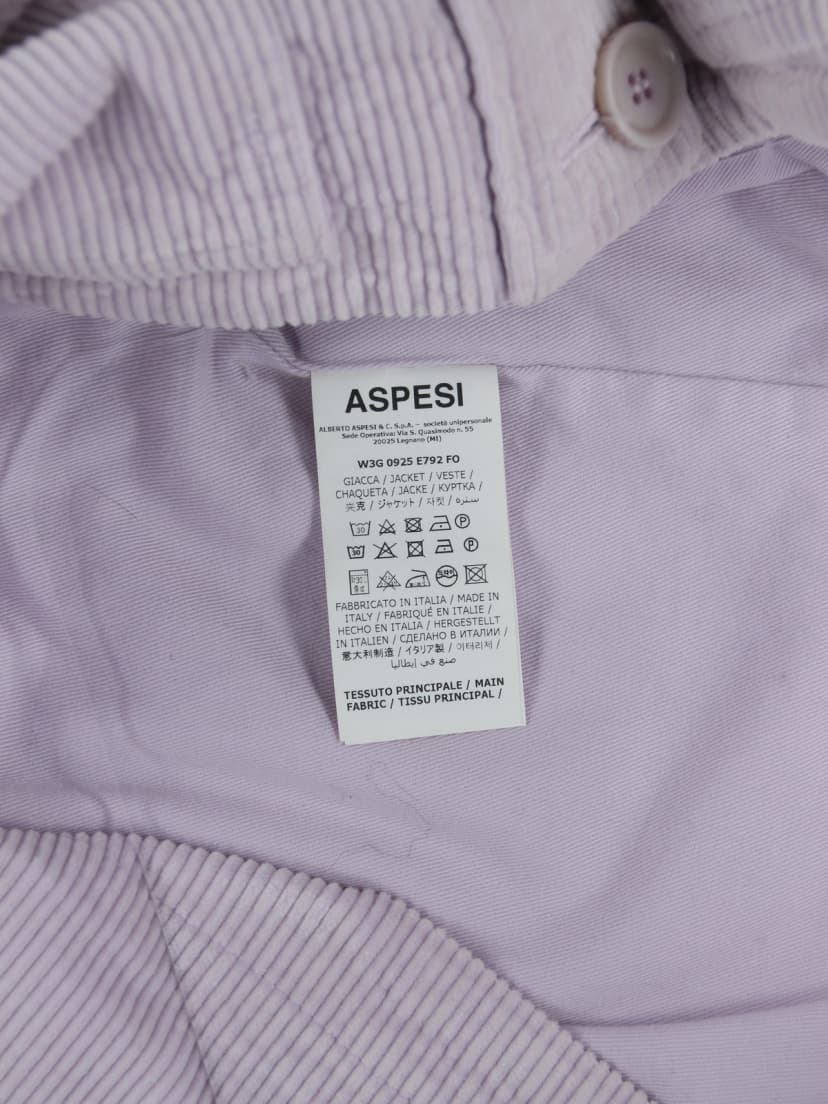 ASPESI
ALBERTO ASPESI & C. S.p.A. – società unipersonale
Sede Operativa: Via S. Quasimodo n. 55
20025 Legnano (MI)
W3G 0925 E792 FO
GIACCA / JACKET / VESTE /
CHAQUETA / JACKE / КУРТКА /
夹克 / ジャケット / 자켓 / سترة
30 P
30 P
FABBRICATO IN ITALIA / MADE IN
ITALY / FABRIQUÉ EN ITALIE /
HECHO EN ITALIA / HERGESTELLT
IN ITALIEN / СДЕЛАНО В ИТАЛИИ /
意大利制造 / イタリア製 / 이터리제 /
صنع في إيطاليا
TESSUTO PRINCIPALE / MAIN
FABRIC / TISSU PRINCIPAL /